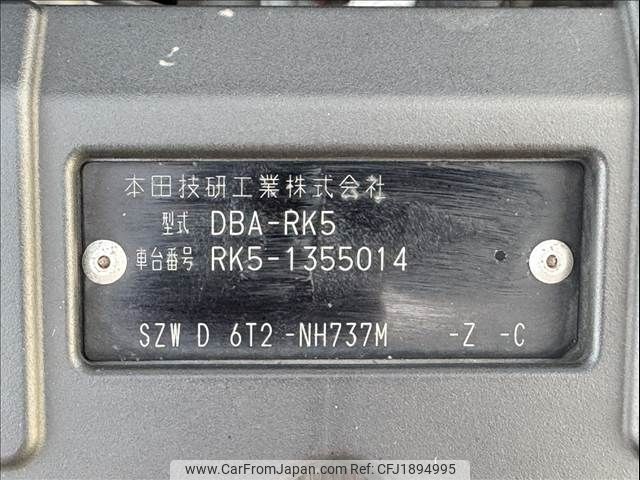 本田技研工業株式会社
型式 DBA-RK5
車台番号 RK5-1355014
SZW D 6T2 -NH737M -Z -C
www.CarFromJapan.com Ref: CFJ1894995